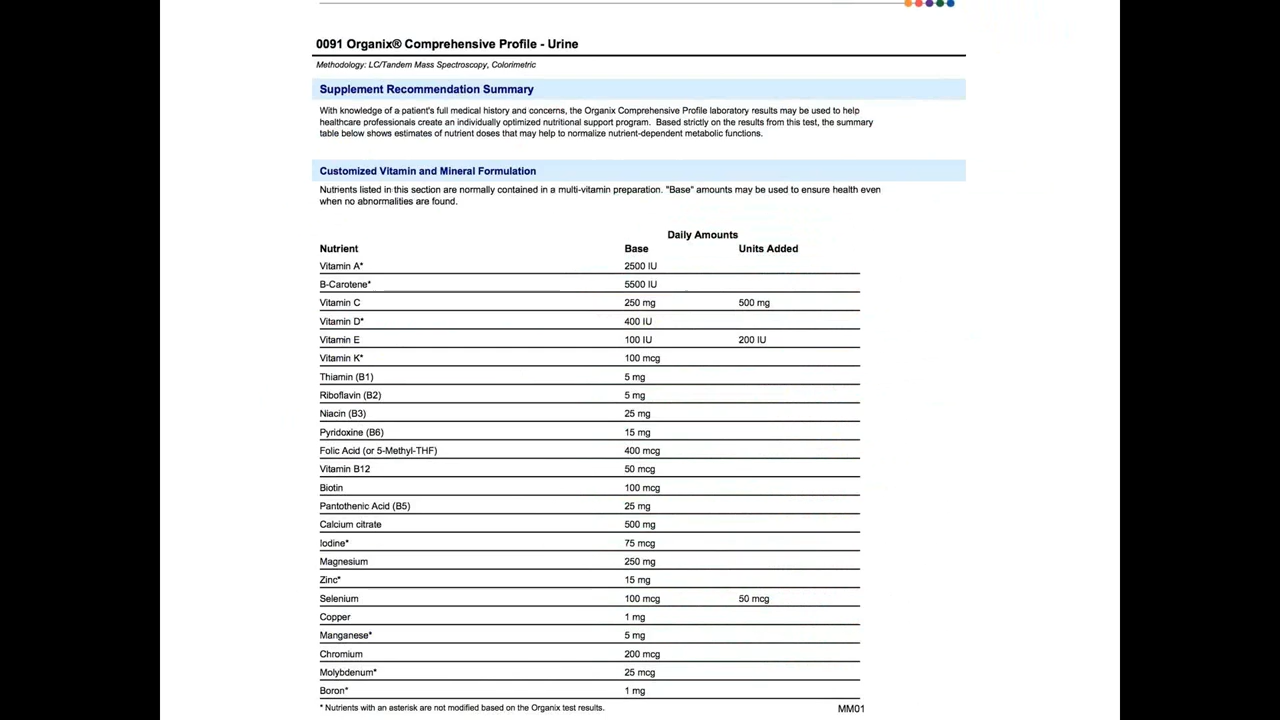 0091 Organix® Comprehensive Profile - Urine
Methodology: LC/Tandem Mass Spectroscopy, Colorimetric
Supplement Recommendation Summary
With knowledge of a patient's full medical history and concerns, the Organix Comprehensive Profile laboratory results may be used to help
healthcare professionals create an individually optimized nutritional support program. Based strictly on the results from this test, the summary
table below shows estimates of nutrient doses that may help to normalize nutrient-dependent metabolic functions.
Customized Vitamin and Mineral Formulation
Nutrients listed in this section are normally contained in a multi-vitamin preparation. "Base" amounts may be used to ensure health even
when no abnormalities are found.
Daily Amounts
Nutrient Base Units Added
Vitamin A* 2500 IU
B-Carotene* 5500 IU
Vitamin C 250 mg 500 mg
Vitamin D* 400 IU
Vitamin E 100 IU 200 IU
Vitamin K* 100 mcg
Thiamin (B1) 5 mg
Riboflavin (B2) 5 mg
Niacin (B3) 25 mg
Pyridoxine (B6) 15 mg
Folic Acid (or 5-Methyl-THF) 400 mcg
Vitamin B12 50 mcg
Biotin 100 mcg
Pantothenic Acid (B5) 25 mg
Calcium citrate 500 mg
Iodine* 75 mcg
Magnesium 250 mg
Zinc* 15 mg
Selenium 100 mcg 50 mcg
Copper 1 mg
Manganese* 5 mg
Chromium 200 mcg
Molybdenum* 25 mcg
Boron* 1 mg
* Nutrients with an asterisk are not modified based on the Organix test results. MM01